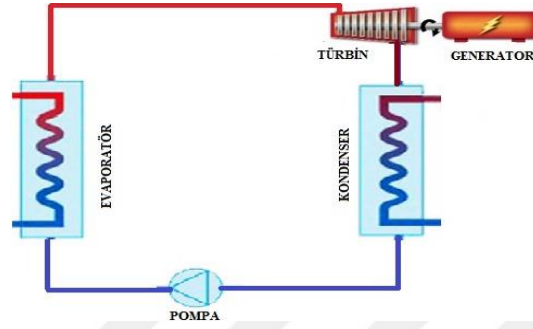 TÜRBİN
GENERATOR
EVAPORATÖR
KONDENSER
POMPA